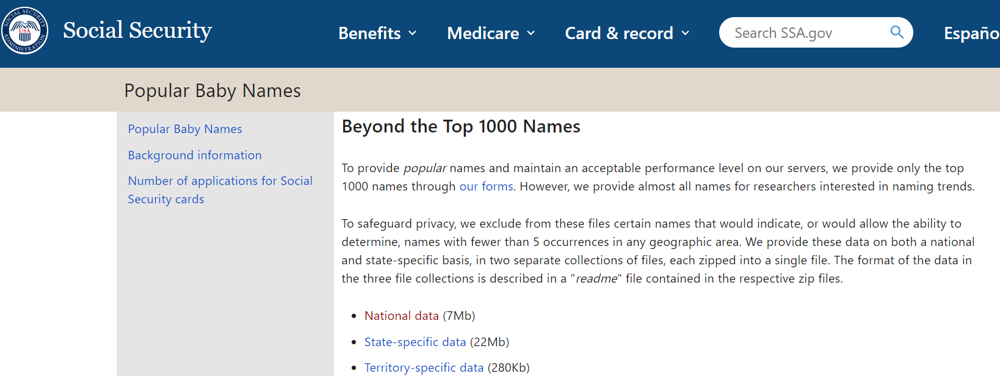 SOCIAL SECURITY ADMINISTRATION
USA
Social Security
Benefits
Medicare
Card & record
Search SSA.gov
Españo
Popular Baby Names
Popular Baby Names
Background information
Number of applications for Social
Security cards
Beyond the Top 1000 Names
To provide popular names and maintain an acceptable performance level on our servers, we provide only the top
1000 names through our forms. However, we provide almost all names for researchers interested in naming trends.
To safeguard privacy, we exclude from these files certain names that would indicate, or would allow the ability to
determine, names with fewer than 5 occurrences in any geographic area. We provide these data on both a national
and state-specific basis, in two separate collections of files, each zipped into a single file. The format of the data in
the three file collections is described in a "readme" file contained in the respective zip files.
• National data (7Mb)
• State-specific data (22Mb)
• Territory-specific data (280Kb)